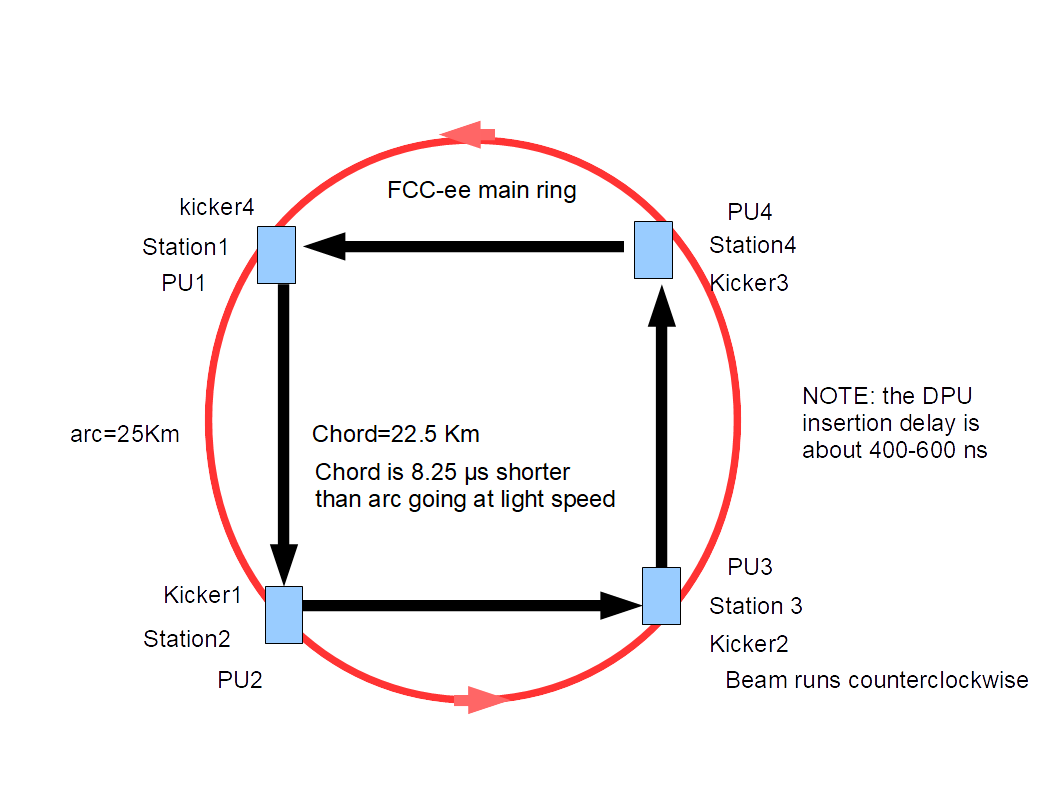 FCC-ee main ring
kicker4
Station1
PU1
PU4
Station4
Kicker3
arc=25Km
Chord=22.5 Km
Chord is 8.25 µs shorter
than arc going at light speed
NOTE: the DPU
insertion delay is
about 400-600 ns
Kicker1
Station2
PU2
PU3
Station 3
Kicker2
Beam runs counterclockwise